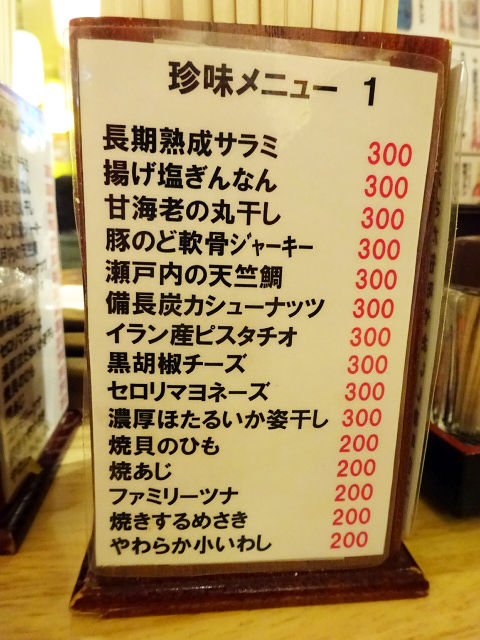 珍味メニュー 1
長期熟成サラミ 300
揚げ塩ぎんなん 300
甘海老の丸干し 300
豚のど軟骨ジャーキー 300
瀬戸内の天竺鯛 300
備長炭カシューナッツ 300
イラン産ピスタチオ 300
黒胡椒チーズ 300
セロリマヨネーズ 300
濃厚ほたるいか姿干し 300
焼貝のひも 200
焼あじ 200
ファミリーツナ 200
焼きするめさき 200
やわらか小いわし 200